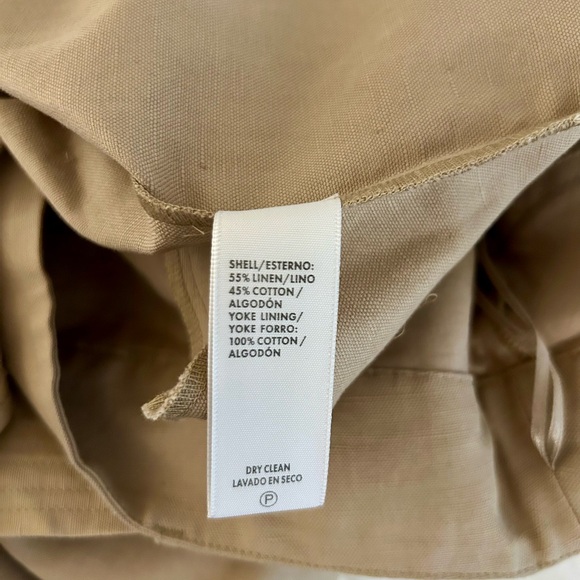 SHELL/ESTERNO:
55% LINEN/LINO
45% COTTON/
ALGODÓN
YOKE LINING/
YOKE FORRO:
100% COTTON/
ALGODÓN
DRY CLEAN
LAVADO EN SECO
P